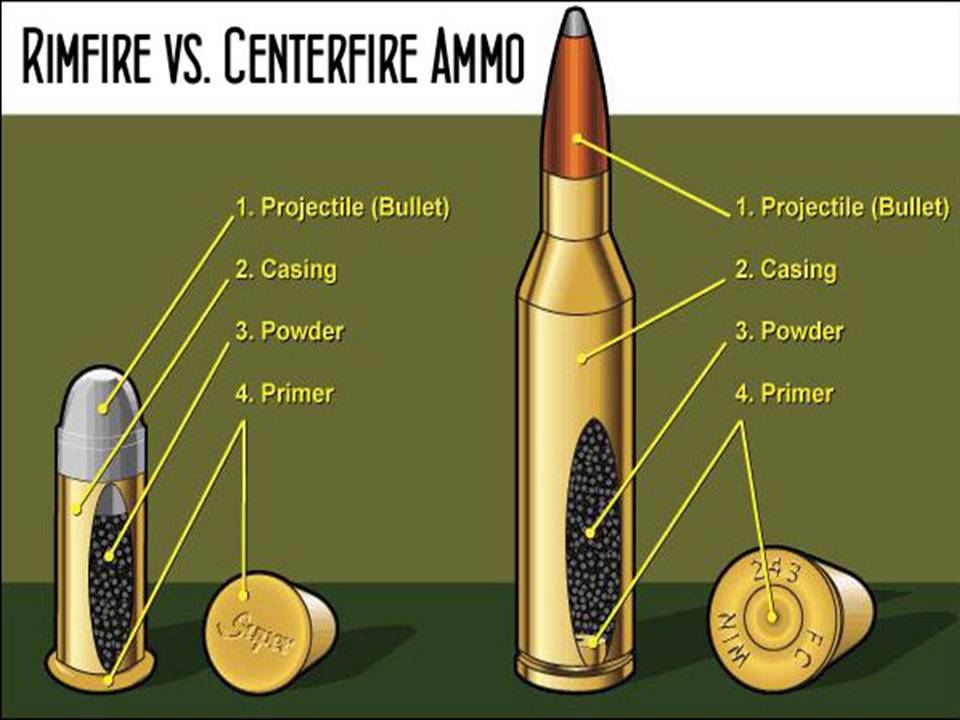 RIMFIRE VS. CENTERFIRE AMMO
1. Projectile (Bullet)
2. Casing
3. Powder
4. Primer
Super
1. Projectile (Bullet)
2. Casing
3. Powder
4. Primer
243
WIN
FC